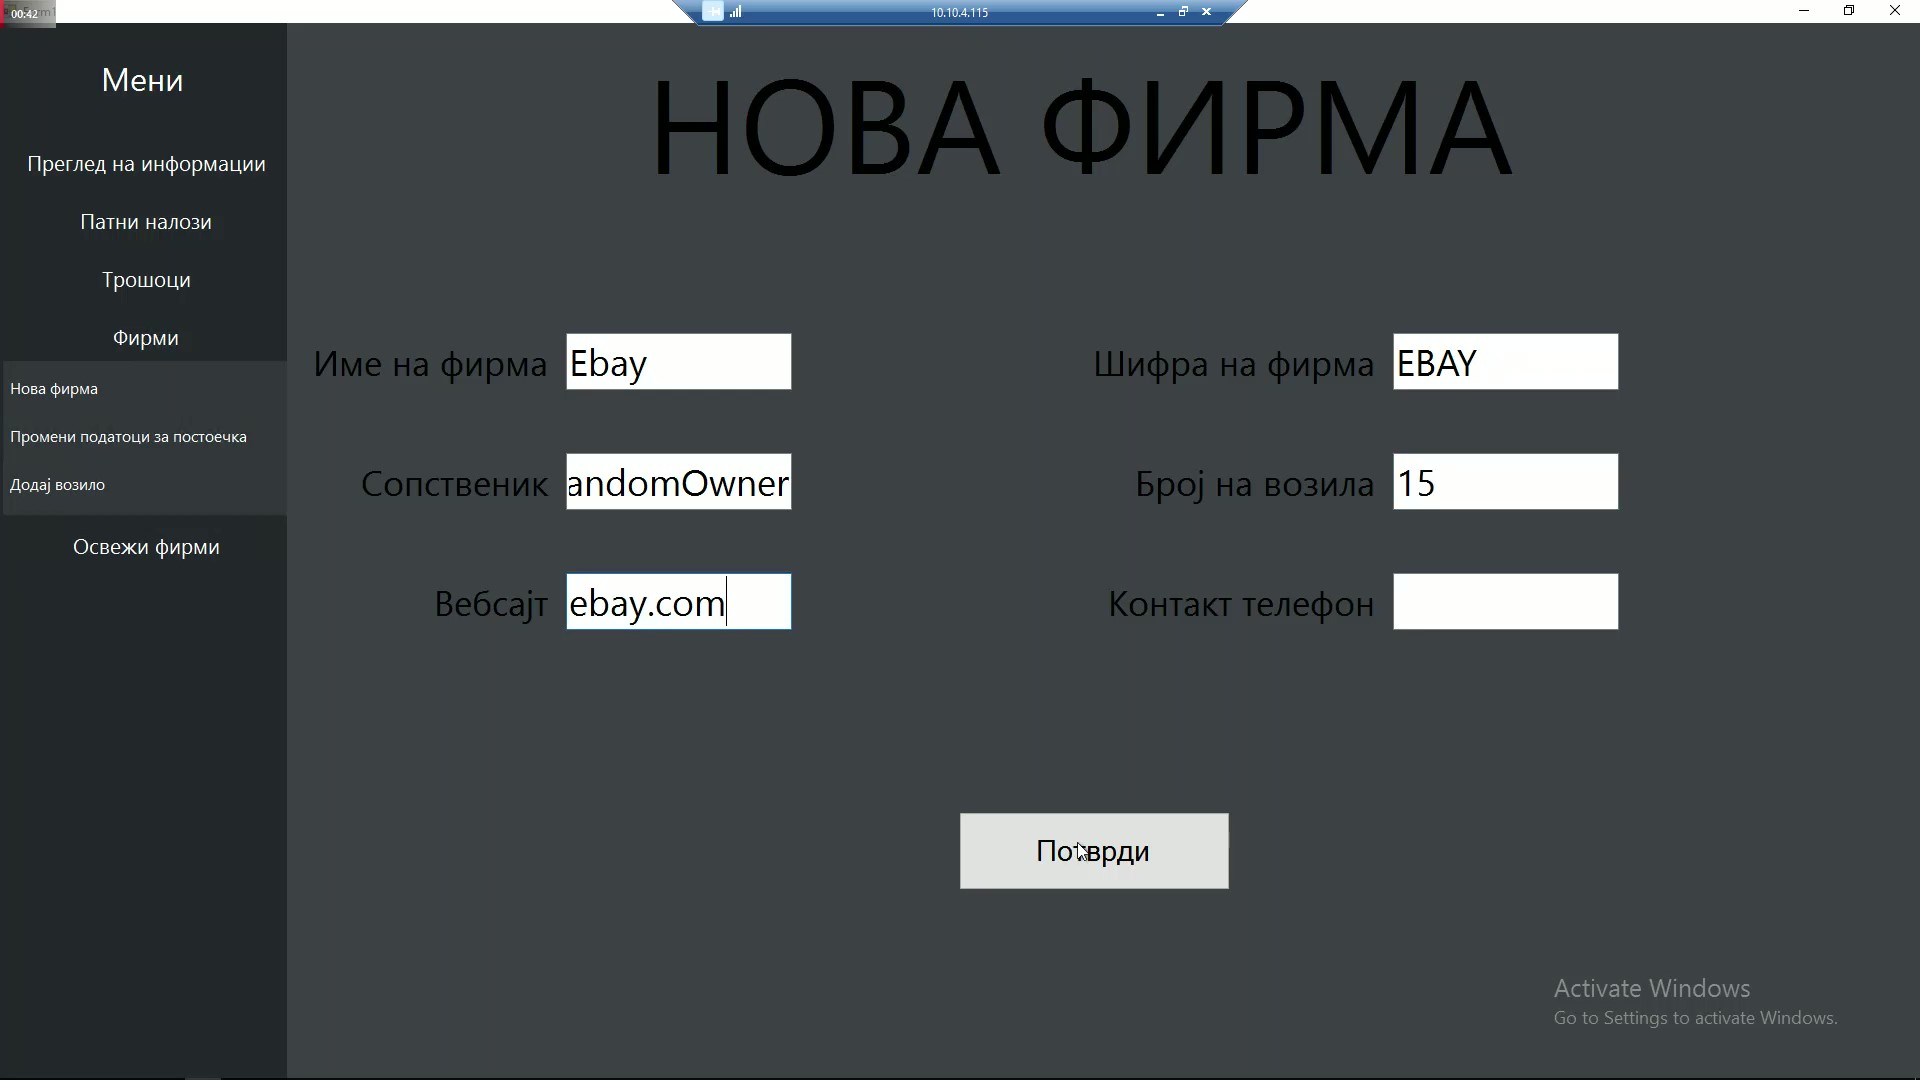 00:42
10.10.4.115
Мени
НОВА ФИРМА
Преглед на информации
Патни налози
Трошоци
Фирми
Нова фирма
Промени податоци за постоечка
Додај возило
Освежи фирми
Име на фирма Ebay
Шифра на фирма EBAY
Сопственик andomOwner
Број на возила 15
Вебсајт ebay.com
Контакт телефон
Потврди
Activate Windows
Go to Settings to activate Windows.